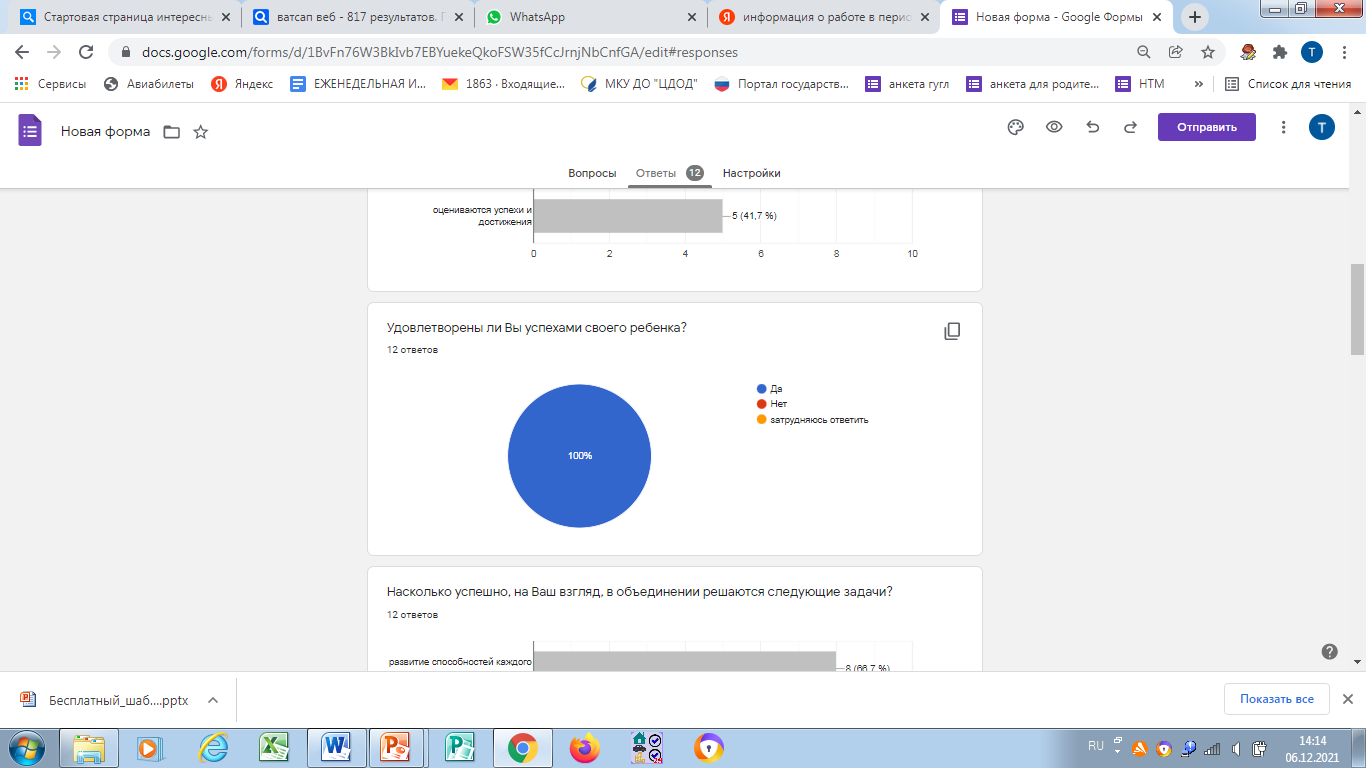 Стартовая страница интересны
ватсап веб - 817 результатов. П
WhatsApp
информация о работе в перио
Новая форма - Google Формы
docs.google.com/forms/d/1BvFn76W3BkIvb7EBYuekeQkoFSW35fCcJrnjNbCnfGA/edit#responses
T
Сервисы
Авиабилеты
Яндекс
ЕЖЕНЕДЕЛЬНАЯ И...
1863 · Входящие...
МКУ ДО "ЦДОД"
Портал государств...
анкета гугл
анкета для родите...
НТМ
»
Список для чтения
Новая форма
Отправить
T
Вопросы
Ответы 12
Настройки
оцениваются успехи и
достижения
5 (41,7 %)
0 2 4 6 8 10
Удовлетворены ли Вы успехами своего ребенка?
12 ответов
100%
Да
Нет
затрудняюсь ответить
Насколько успешно, на Ваш взгляд, в объединении решаются следующие задачи?
12 ответов
развитие способностей каждого
8 (66,7 %)
Бесплатный_шаб....pptx
Показать все
RU
14:14
06.12.2021